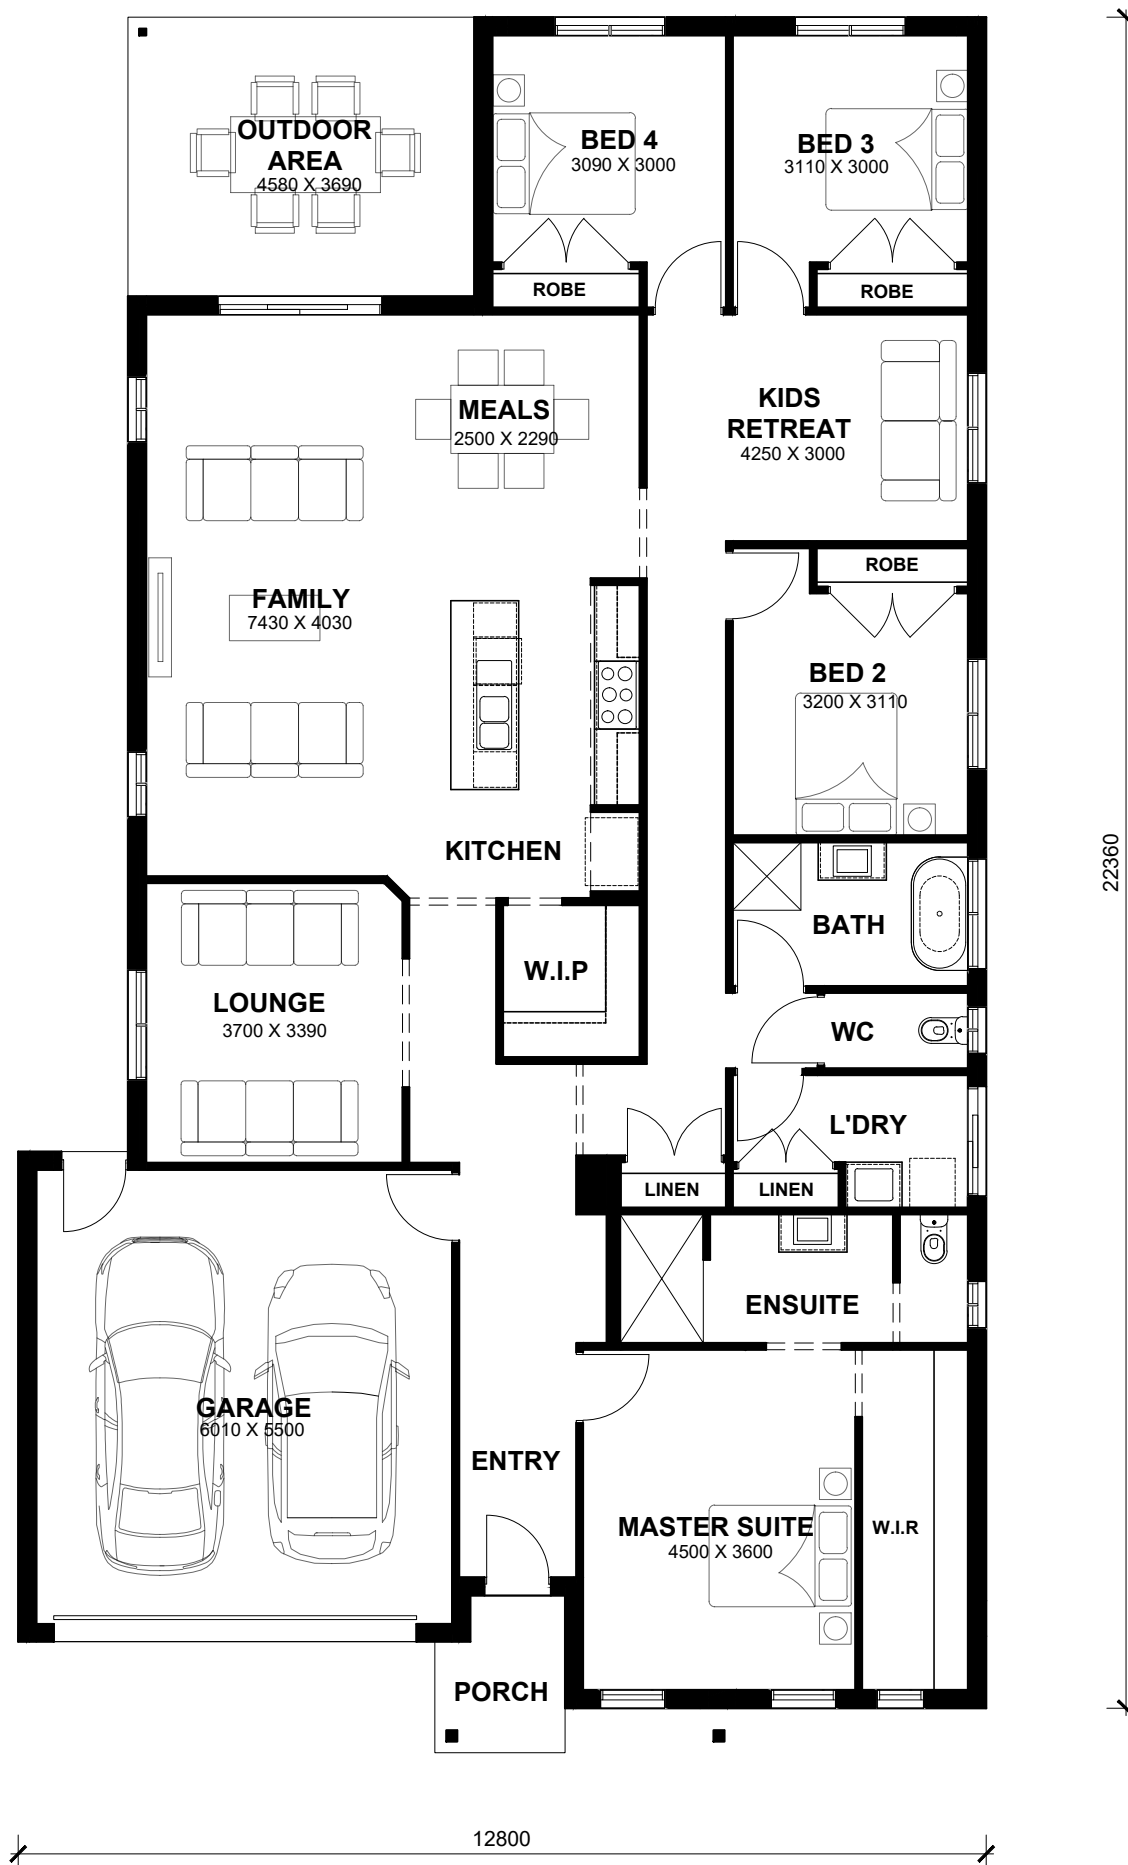 OUTDOOR
AREA
4580 X 3690
BED 4
3090 X 3000
BED 3
3110 X 3000
ROBE
ROBE
MEALS
2500 X 2290
KIDS
RETREAT
4250 X 3000
FAMILY
7430 X 4030
ROBE
BED 2
3200 X 3110
KITCHEN
22360
BATH
W.I.P
LOUNGE
3700 X 3390
WC
L'DRY
LINEN
LINEN
ENSUITE
GARAGE
6010 X 5500
ENTRY
MASTER SUITE
4500 X 3600
W.I.R
PORCH
12800